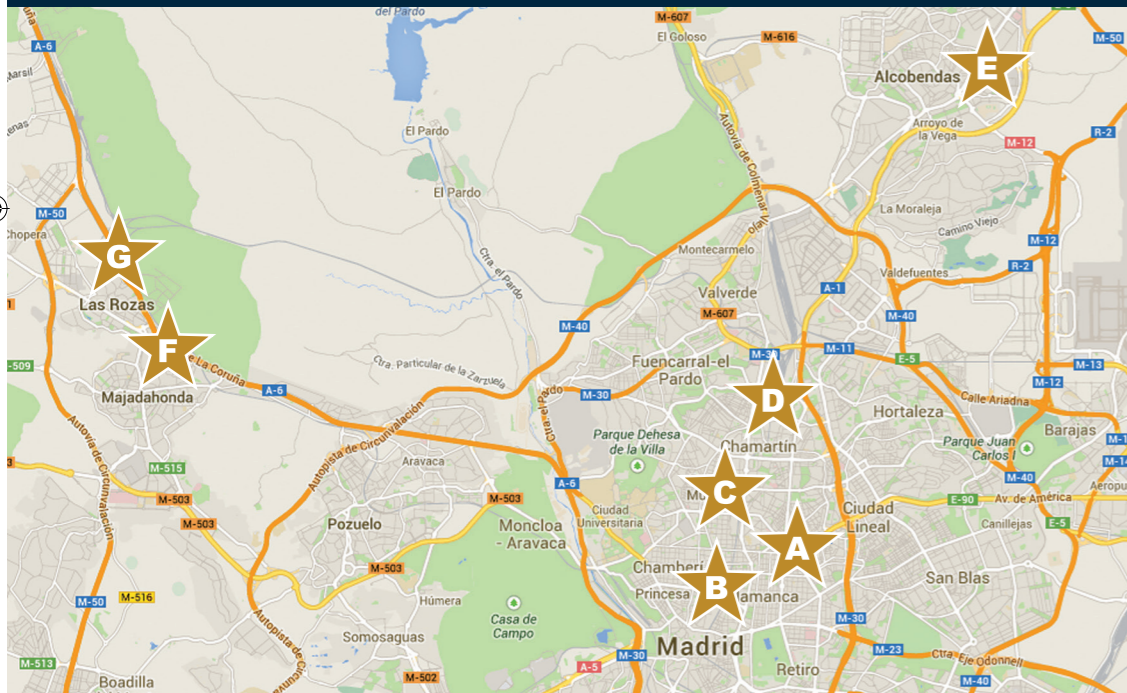 del Pardo
M-607
El Goloso
M-616
M-50
A-6
Marsil
Alcobendas
E
Arroyo de
la Vega
R-2
M-12
El Pardo
Autovía de Colmenar Viejo
El Pardo
M-50
Chopera
La Moraleja
Camino Viejo
G
Ctra. el Pardo
Montecarmelo
M-12
R-2
Valdefuentes
Las Rozas
Valverde
A-1
M-607
M-40
M-40
F
de La Coruña
M-30
M-11
E-5
-509
Ctra. Particular de la Zarzuela
Fuencarral-el
Pardo
M-13
A-6
Majadahonda
Ctra. el Pardo
M-30
D
M-12
Calle Ariadna
Autopista de Circunvalación
Hortaleza
Autovía de Circunvalación
Parque Dehesa
de la Villa
Chamartín
Parque Juan
Carlos I
Barajas
M-515
Aravaca
M-14
M-40
A-6
C
M-503
M-503
E-90
Av. de América
Ciudad
Lineal
Ciudad
Universitaria
M-503
Pozuelo
Moncloa
- Aravaca
Canillejas
E-5
A
M-503
Chamberí
B
San Blas
Princesa
M-50
M-516
Húmera
Casa de
Campo
M-30
Autopista de Circun
Somosaguas
Madrid
M-23
M-30
Ctra. Eje Odonnell
M-513
A-5
Retiro
M-502
M-40
Boadilla